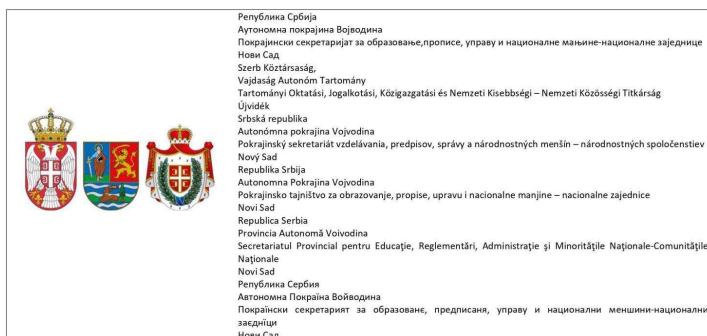 Република Србија
Аутономна покрајина Војводина
Покрајински секретаријат за образовање,прописе, управу и националне мањине-националне заједнице
Нови Сад
Szerb Köztársaság,
Vajdaság Autonóm Tartomány
Tartományi Oktatási, Jogalkotási, Közigazgatási és Nemzeti Kisebbségi – Nemzeti Közösségi Titkárság
Újvidék
Srbská republika
Autonómna pokrajina Vojvodina
Pokrajinský sekretariát vzdelávania, predpisov, správy a národnostných menšín – národnostných spoločenstiev
Nový Sad
Republika Srbija
Autonomna Pokrajina Vojvodina
Pokrajinsko tajništvo za obrazovanje, propise, upravu i nacionalne manjine – nacionalne zajednice
Novi Sad
Republica Serbia
Provincia Autonomă Voivodina
Secretariatul Provincial pentru Educaţie, Reglementări, Administraţie şi Minorităţile Naţionale-Comunităţile
Naţionale
Novi Sad
Република Сербия
Автономна Покраїна Войводина
Покраїнски секретарият за образованє, предписаня, управу и национални меншини-национални
заєднїци
Нови Сад